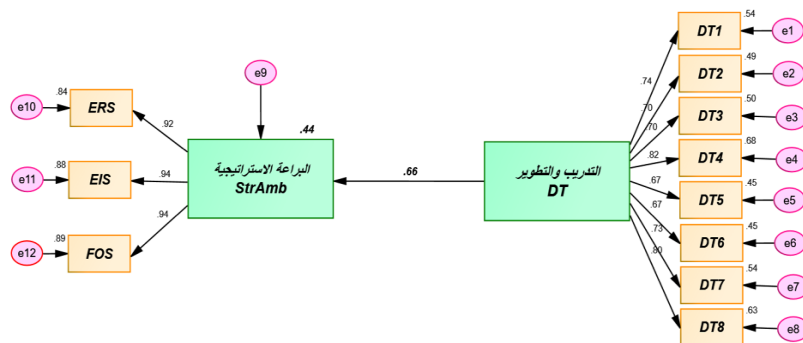 .54
DT1
e1
e9
.49
DT2
e2
.84
.74
e10
ERS
.50
.70
DT3
e3
.92
.44
.70
البراعة الاستراتيجية
StrAmb
.66
التدريب والتطوير
DT
.68
.82
DT4
e4
.88
.94
e11
EIS
.67
.45
DT5
e5
.94
.67
.45
DT6
e6
.89
.73
e12
FOS
.54
.80
DT7
e7
.63
DT8
e8